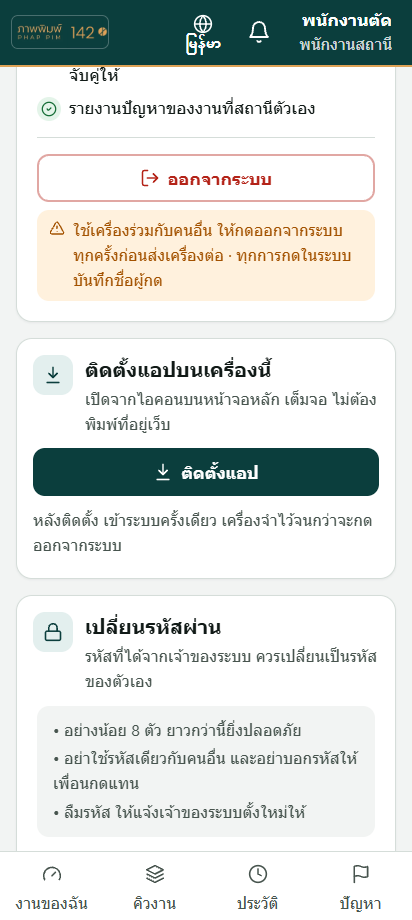 ภาพพิมพ์ 142
PHAP PIM
မြန်မာ
พนักงานตัด
พนักงานสถานี
จับคู่ให้
รายงานปัญหาของงานที่สถานีตัวเอง
ออกจากระบบ
ใช้เครื่องร่วมกับคนอื่น ให้กดออกจากระบบ
ทุกครั้งก่อนส่งเครื่องต่อ · ทุกการกดในระบบ
บันทึกชื่อผู้กด
ติดตั้งแอปบนเครื่องนี้
เปิดจากไอคอนบนหน้าจอหลัก เต็มจอ ไม่ต้อง
พิมพ์ที่อยู่เว็บ
ติดตั้งแอป
หลังติดตั้ง เข้าระบบครั้งเดียว เครื่องจำไว้จนกว่าจะกด
ออกจากระบบ
เปลี่ยนรหัสผ่าน
รหัสที่ได้จากเจ้าของระบบ ควรเปลี่ยนเป็นรหัส
ของตัวเอง
• อย่างน้อย 8 ตัว ยาวกว่านี้ยิ่งปลอดภัย
• อย่าใช้รหัสเดียวกับคนอื่น และอย่าบอกรหัสให้
เพื่อนกดแทน
• ลืมรหัส ให้แจ้งเจ้าของระบบตั้งใหม่ให้
งานของฉัน
คิวงาน
ประวัติ
ปัญหา